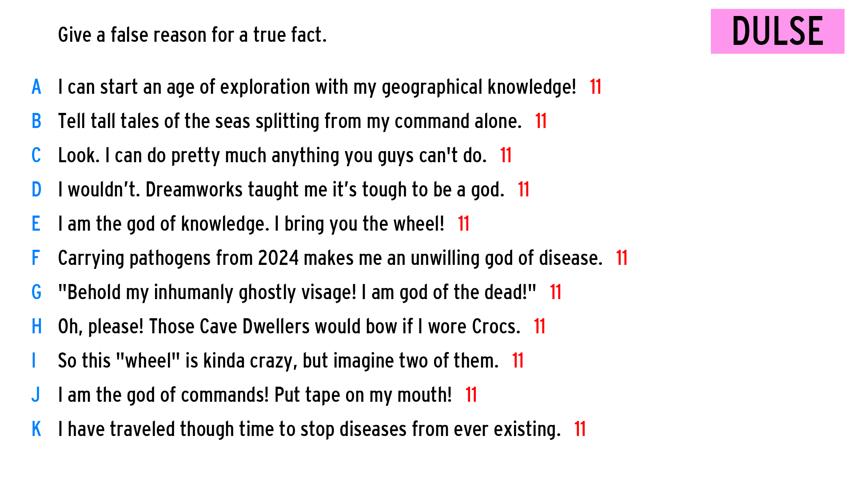 Give a false reason for a true fact.
DULSE
A I can start an age of exploration with my geographical knowledge! 11
B Tell tall tales of the seas splitting from my command alone. 11
C Look. I can do pretty much anything you guys can't do. 11
D I wouldn't. Dreamworks taught me it's tough to be a god. 11
E I am the god of knowledge. I bring you the wheel! 11
F Carrying pathogens from 2024 makes me an unwilling god of disease. 11
G "Behold my inhumanly ghostly visage! I am god of the dead!" 11
H Oh, please! Those Cave Dwellers would bow if I wore Crocs. 11
I So this "wheel" is kinda crazy, but imagine two of them. 11
J I am the god of commands! Put tape on my mouth! 11
K I have traveled though time to stop diseases from ever existing. 11